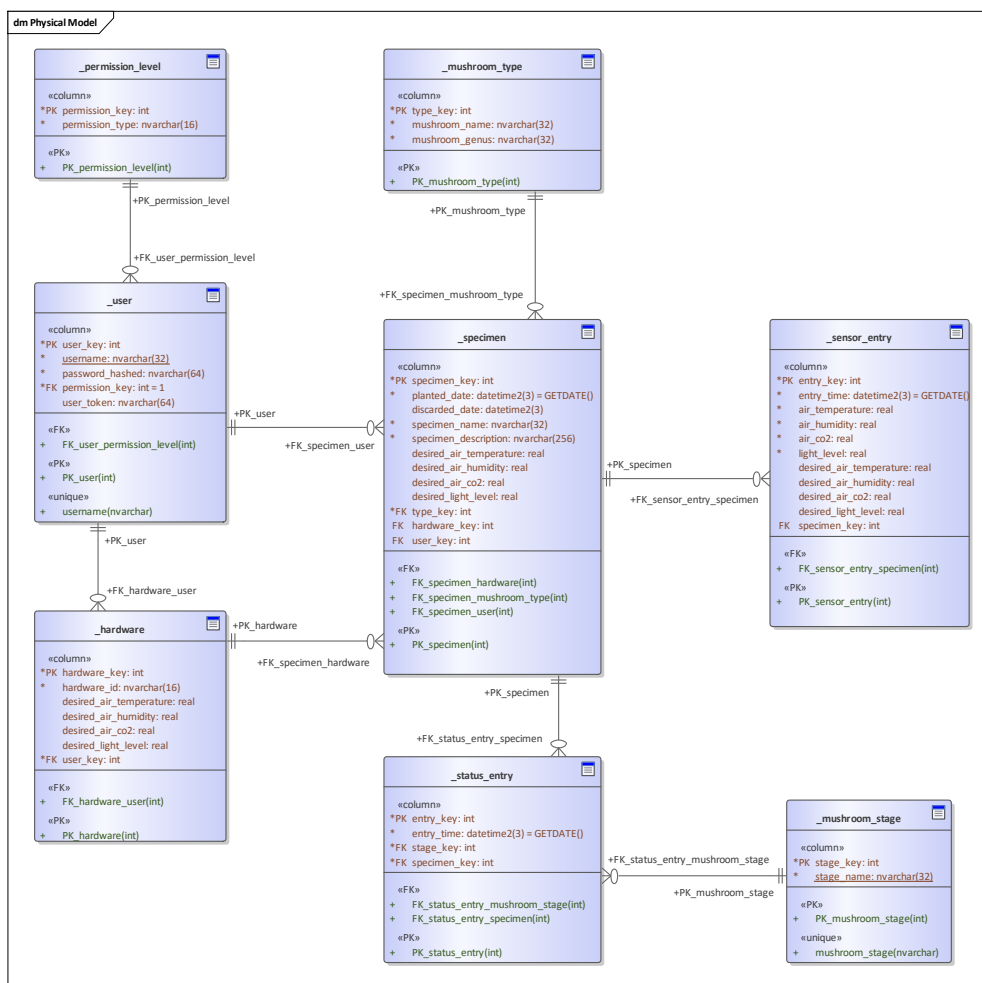 dm Physical Model
_permission_level
«column»
*PK permission_key: int
* permission_type: nvarchar(16)
«PK»
+ PK_permission_level(int)
_mushroom_type
«column»
*PK type_key: int
* mushroom_name: nvarchar(32)
* mushroom_genus: nvarchar(32)
«PK»
+ PK_mushroom_type(int)
+PK_permission_level
+FK_user_permission_level
+PK_mushroom_type
+FK_specimen_mushroom_type
_user
«column»
*PK user_key: int
* username: nvarchar(32)
* password_hashed: nvarchar(64)
*FK permission_key: int = 1
user_token: nvarchar(64)
«FK»
+ FK_user_permission_level(int)
«PK»
+ PK_user(int)
«unique»
+ username(nvarchar)
+PK_user
+FK_specimen_user
_specimen
«column»
*PK specimen_key: int
* planted_date: datetime2(3) = GETDATE()
discarded_date: datetime2(3)
* specimen_name: nvarchar(32)
* specimen_description: nvarchar(256)
desired_air_temperature: real
desired_air_humidity: real
desired_air_co2: real
desired_light_level: real
*FK type_key: int
FK hardware_key: int
FK user_key: int
«FK»
+ FK_specimen_hardware(int)
+ FK_specimen_mushroom_type(int)
+ FK_specimen_user(int)
«PK»
+ PK_specimen(int)
+PK_specimen
+FK_sensor_entry_specimen
_sensor_entry
«column»
*PK entry_key: int
* entry_time: datetime2(3) = GETDATE()
* air_temperature: real
* air_humidity: real
* air_co2: real
* light_level: real
desired_air_temperature: real
desired_air_humidity: real
desired_air_co2: real
desired_light_level: real
FK specimen_key: int
«FK»
+ FK_sensor_entry_specimen(int)
«PK»
+ PK_sensor_entry(int)
+PK_user
+FK_hardware_user
_hardware
«column»
*PK hardware_key: int
* hardware_id: nvarchar(16)
desired_air_temperature: real
desired_air_humidity: real
desired_air_co2: real
desired_light_level: real
*FK user_key: int
«FK»
+ FK_hardware_user(int)
«PK»
+ PK_hardware(int)
+PK_hardware
+FK_specimen_hardware
+PK_specimen
+FK_status_entry_specimen
_status_entry
«column»
*PK entry_key: int
* entry_time: datetime2(3) = GETDATE()
*FK stage_key: int
*FK specimen_key: int
«FK»
+ FK_status_entry_mushroom_stage(int)
+ FK_status_entry_specimen(int)
«PK»
+ PK_status_entry(int)
+FK_status_entry_mushroom_stage
+PK_mushroom_stage
_mushroom_stage
«column»
*PK stage_key: int
* stage_name: nvarchar(32)
«PK»
+ PK_mushroom_stage(int)
«unique»
+ mushroom_stage(nvarchar)